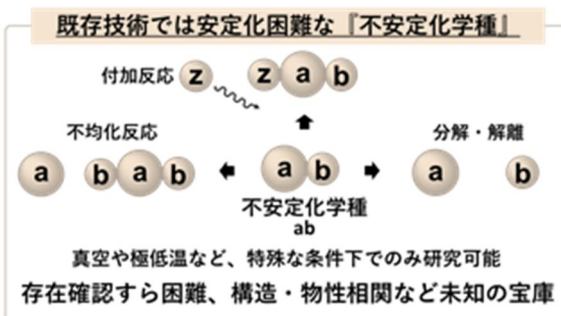 既存技術では安定化困難な『不安定化学種』
付加反応 z z a b
不均化反応 分解・解離
a b a b a b a b
不安定化学種
ab
真空や極低温など、特殊な条件下でのみ研究可能
存在確認すら困難、構造・物性相関など未知の宝庫